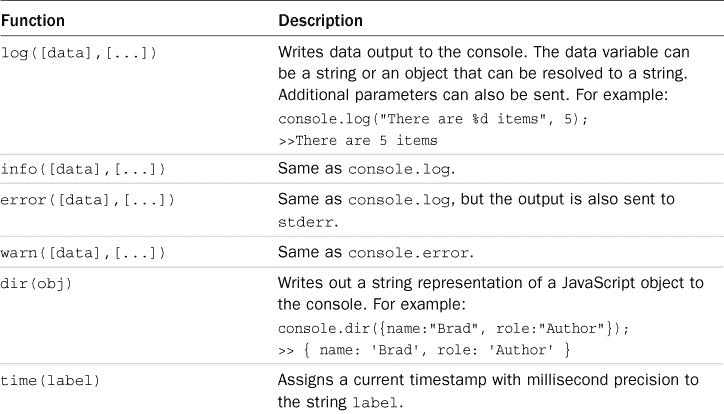 Function Description
log([data],[...]) Writes data output to the console. The data variable can
be a string or an object that can be resolved to a string.
Additional parameters can also be sent. For example:
console.log("There are %d items", 5);
>>There are 5 items
info([data],[...]) Same as console.log.
error([data],[...]) Same as console.log, but the output is also sent to
stderr.
warn([data],[...]) Same as console.error.
dir(obj) Writes out a string representation of a JavaScript object to
the console. For example:
console.dir({name:"Brad", role:"Author"});
>> { name: 'Brad', role: 'Author' }
time(label) Assigns a current timestamp with millisecond precision to
the string label.